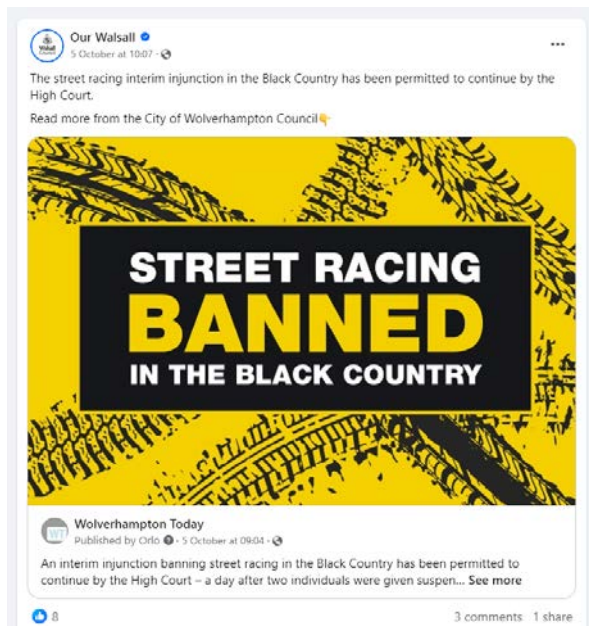 Our Walsall
5 October at 10:07 ·
The street racing interim injunction in the Black Country has been permitted to continue by the
High Court.
Read more from the City of Wolverhampton Council👇
STREET RACING
BANNED
IN THE BLACK COUNTRY
WT
Wolverhampton Today
Published by Orlo · 5 October at 09:04 ·
An interim injunction banning street racing in the Black Country has been permitted to
continue by the High Court – a day after two individuals were given suspen... See more
8
3 comments 1 share